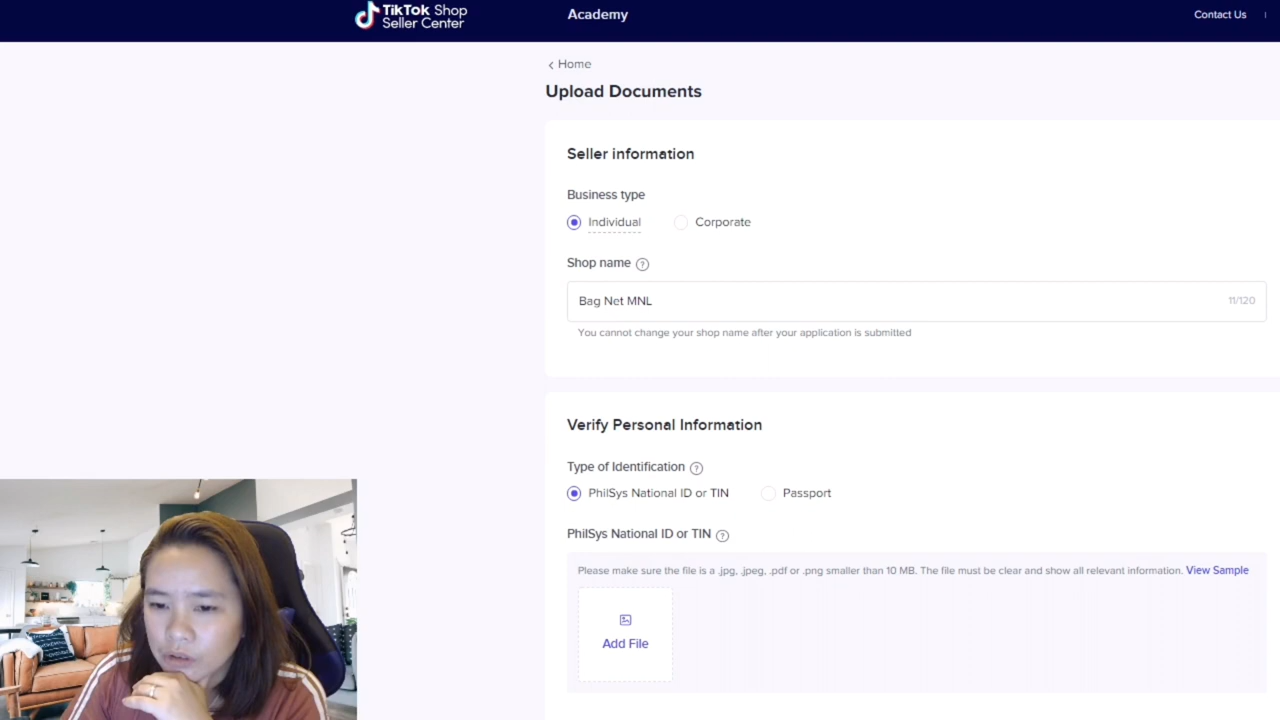 TikTok Shop
Seller Center
Academy
Contact Us
Home
Upload Documents
Seller information
Business type
Individual
Corporate
Shop name ?
Bag Net MNL
11/120
You cannot change your shop name after your application is submitted
Verify Personal Information
Type of Identification ?
PhilSys National ID or TIN
Passport
PhilSys National ID or TIN ?
Please make sure the file is a .jpg, .jpeg, .pdf or .png smaller than 10 MB. The file must be clear and show all relevant information. View Sample
Add File